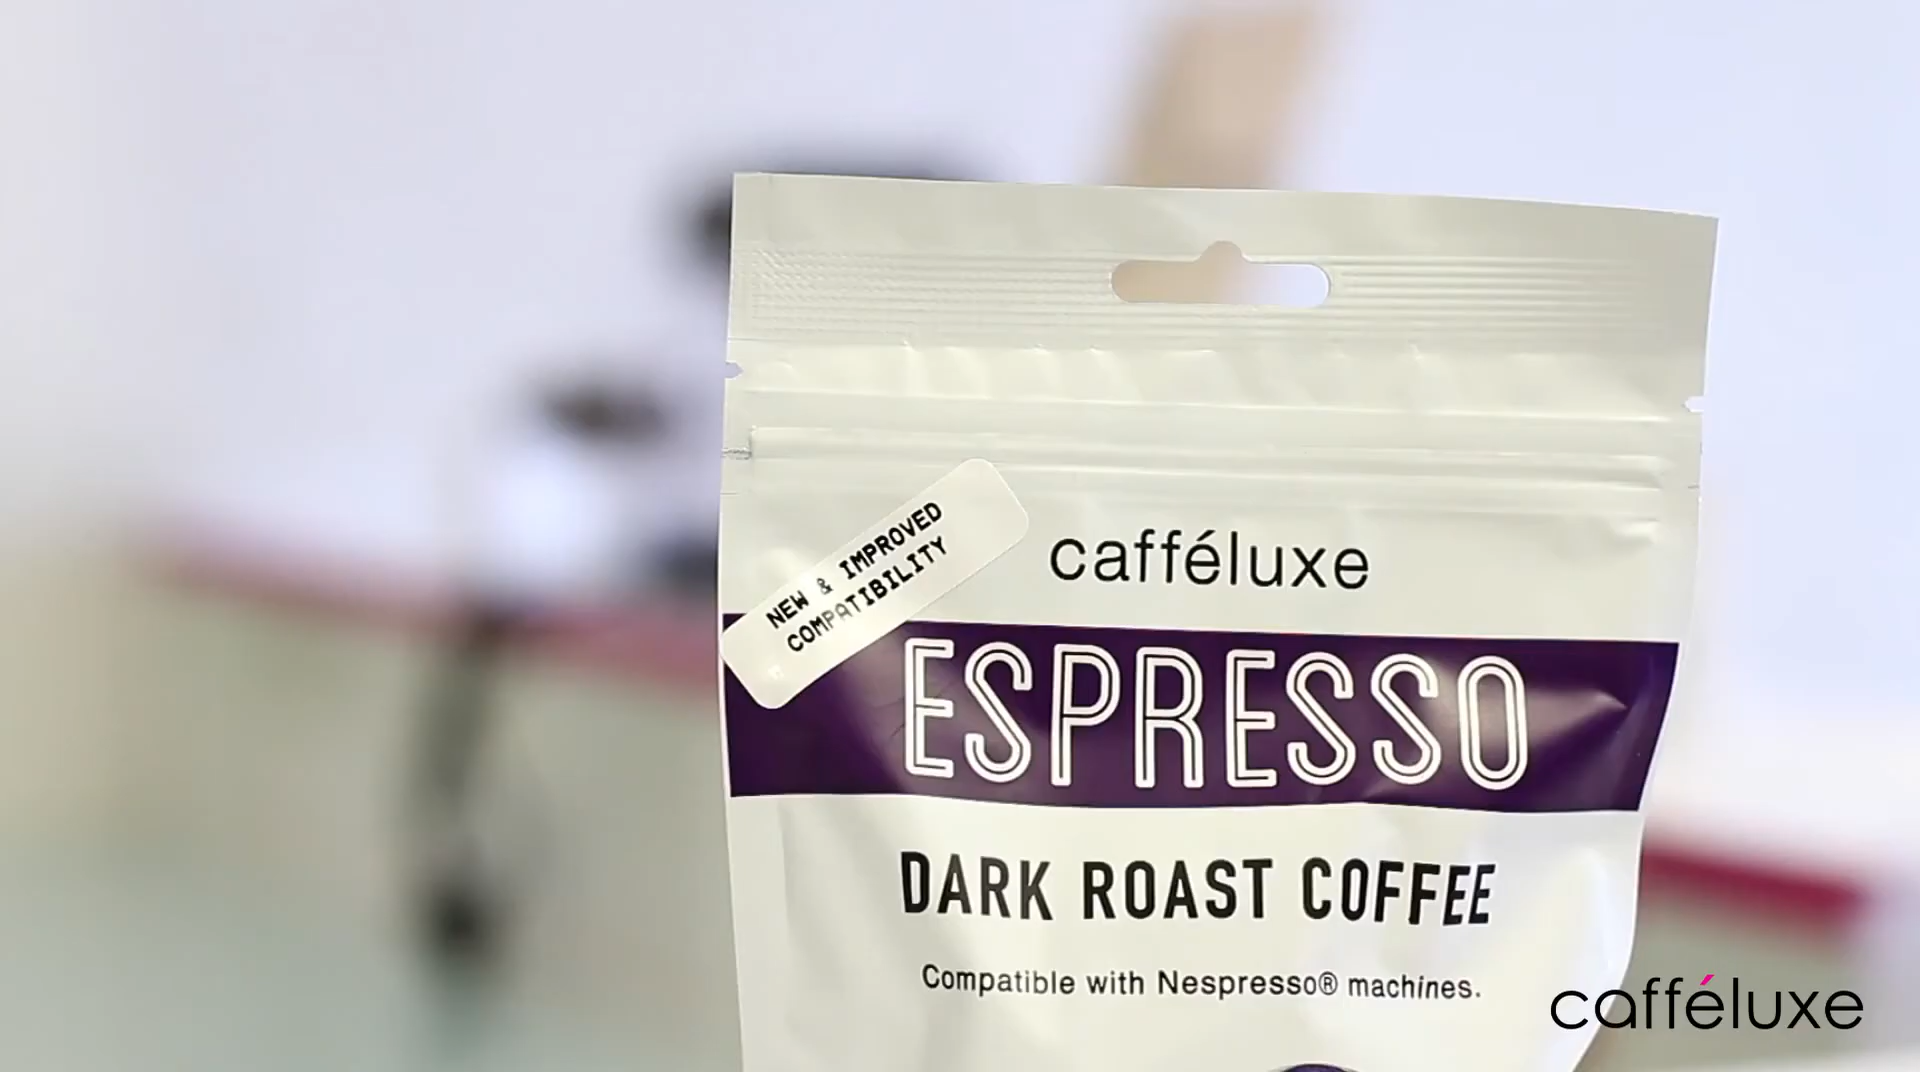 NEW & IMPROVED
COMPATIBILITY
cafféluxe
ESPRESSO
DARK ROAST COFFEE
Compatible with Nespresso® machines.
cafféluxe